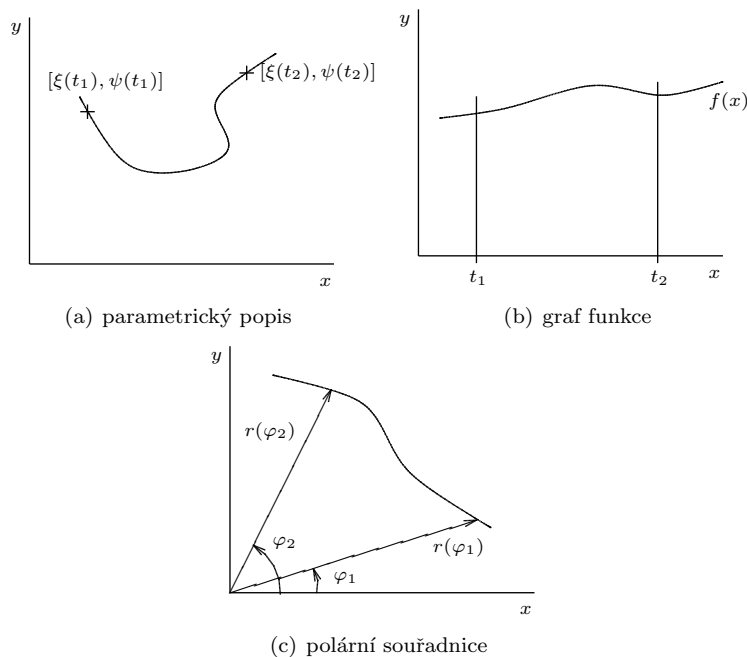 y
[ξ(t₁), ψ(t₁)]
[ξ(t₂), ψ(t₂)]
x
(a) parametrický popis
y
f(x)
t₁
t₂
x
(b) graf funkce
y
r(φ₂)
φ₂
r(φ₁)
φ₁
x
(c) polární souřadnice